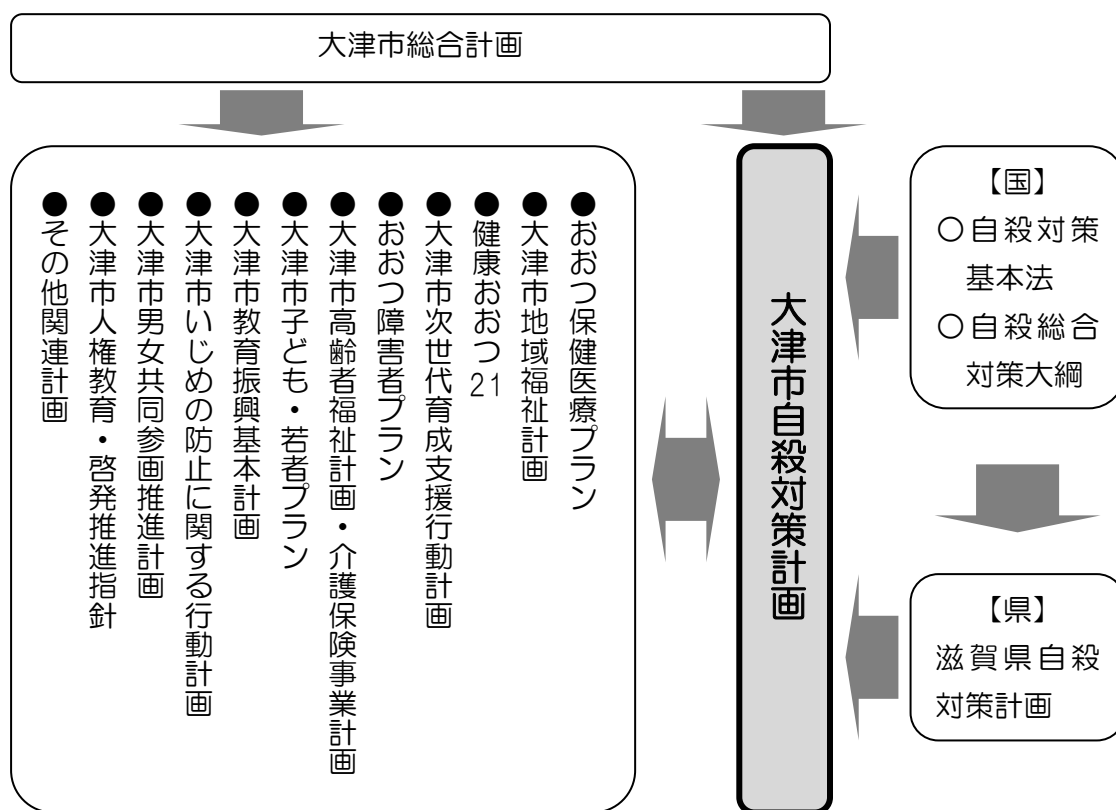 大津市総合計画
●おおつ保健医療プラン
●大津市地域福祉計画
●健康おおつ21
●大津市次世代育成支援行動計画
●おおつ障害者プラン
●大津市高齢者福祉計画・介護保険事業計画
●大津市子ども・若者プラン
●大津市教育振興基本計画
●大津市いじめの防止に関する行動計画
●大津市男女共同参画推進計画
●大津市人権教育・啓発推進指針
●その他関連計画
大津市自殺対策計画
【国】
○自殺対策
基本法
○自殺総合
対策大綱
【県】
滋賀県自殺
対策計画